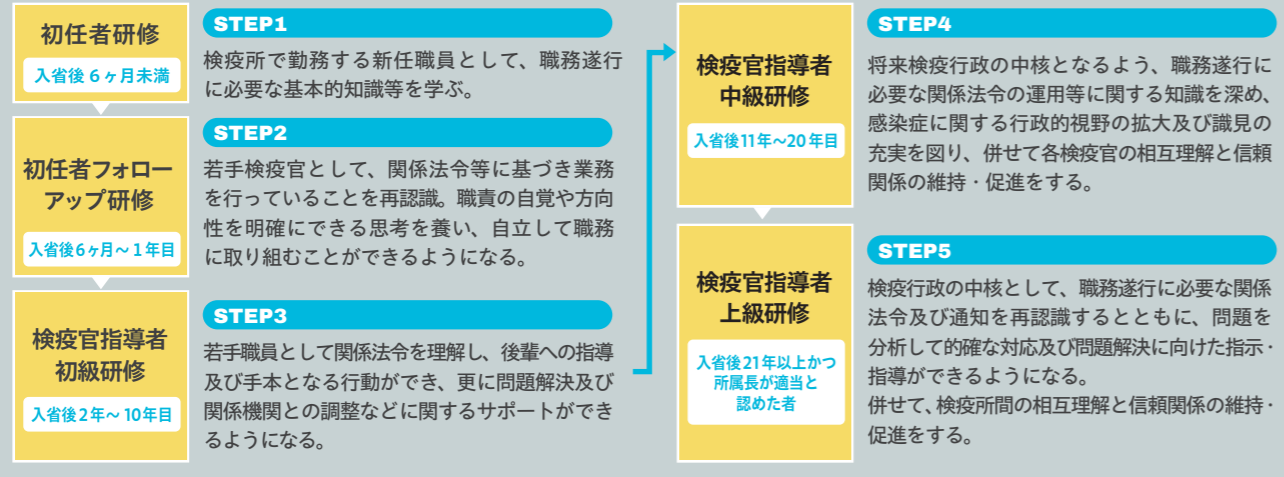 初任者研修
入省後6ヶ月未満
STEP1
検疫所で勤務する新任職員として、職務遂行
に必要な基本的知識等を学ぶ。
初任者フォロー
アップ研修
入省後6ヶ月～1年目
STEP2
若手検疫官として、関係法令等に基づき業務
を行っていることを再認識。職責の自覚や方向
性を明確にできる思考を養い、自立して職務
に取り組むことができるようになる。
検疫官指導者
初級研修
入省後2年～10年目
STEP3
若手職員として関係法令を理解し、後輩への指導
及び手本となる行動ができ、更に問題解決及び
関係機関との調整などに関するサポートができ
るようになる。
検疫官指導者
中級研修
入省後11年～20年目
STEP4
将来検疫行政の中核となるよう、職務遂行に
必要な関係法令の運用等に関する知識を深め、
感染症に関する行政的視野の拡大及び識見の
充実を図り、併せて各検疫官の相互理解と信頼
関係の維持・促進をする。
検疫官指導者
上級研修
入省後21年以上かつ
所属長が適当と
認めた者
STEP5
検疫行政の中核として、職務遂行に必要な関係
法令及び通知を再認識するとともに、問題を
分析して的確な対応及び問題解決に向けた指示・
指導ができるようになる。
併せて、検疫所間の相互理解と信頼関係の維持・
促進をする。